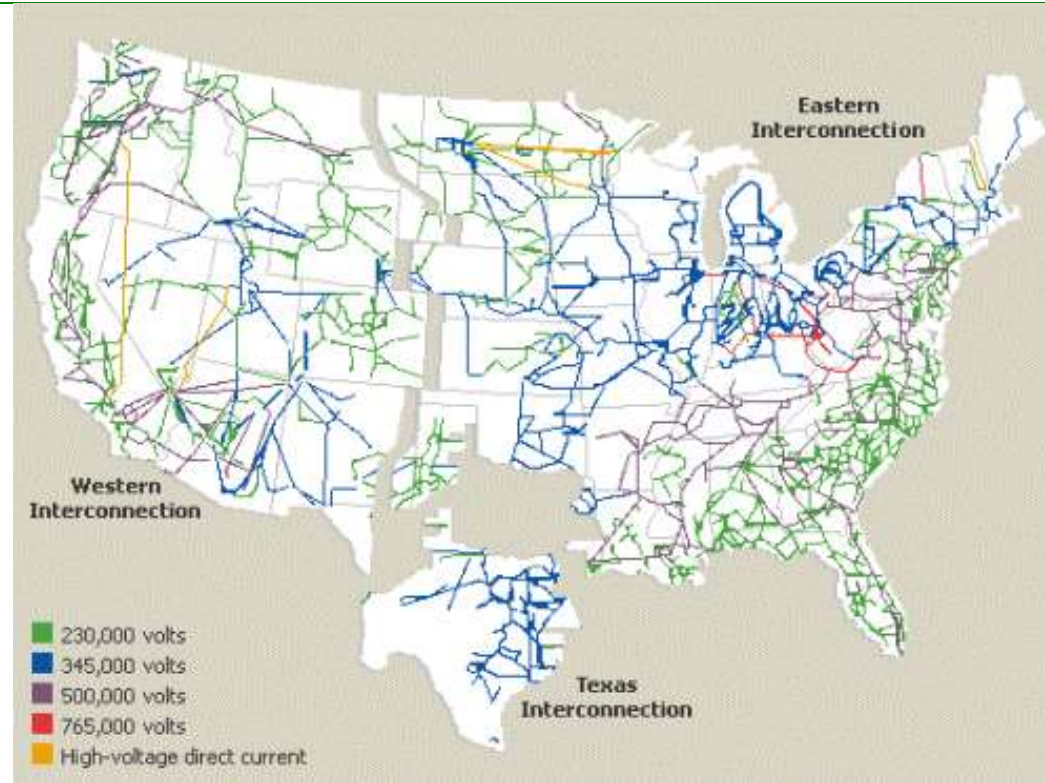 Eastern
Interconnection
Western
Interconnection
230,000 volts
345,000 volts
500,000 volts
765,000 volts
High-voltage direct current
Texas
Interconnection